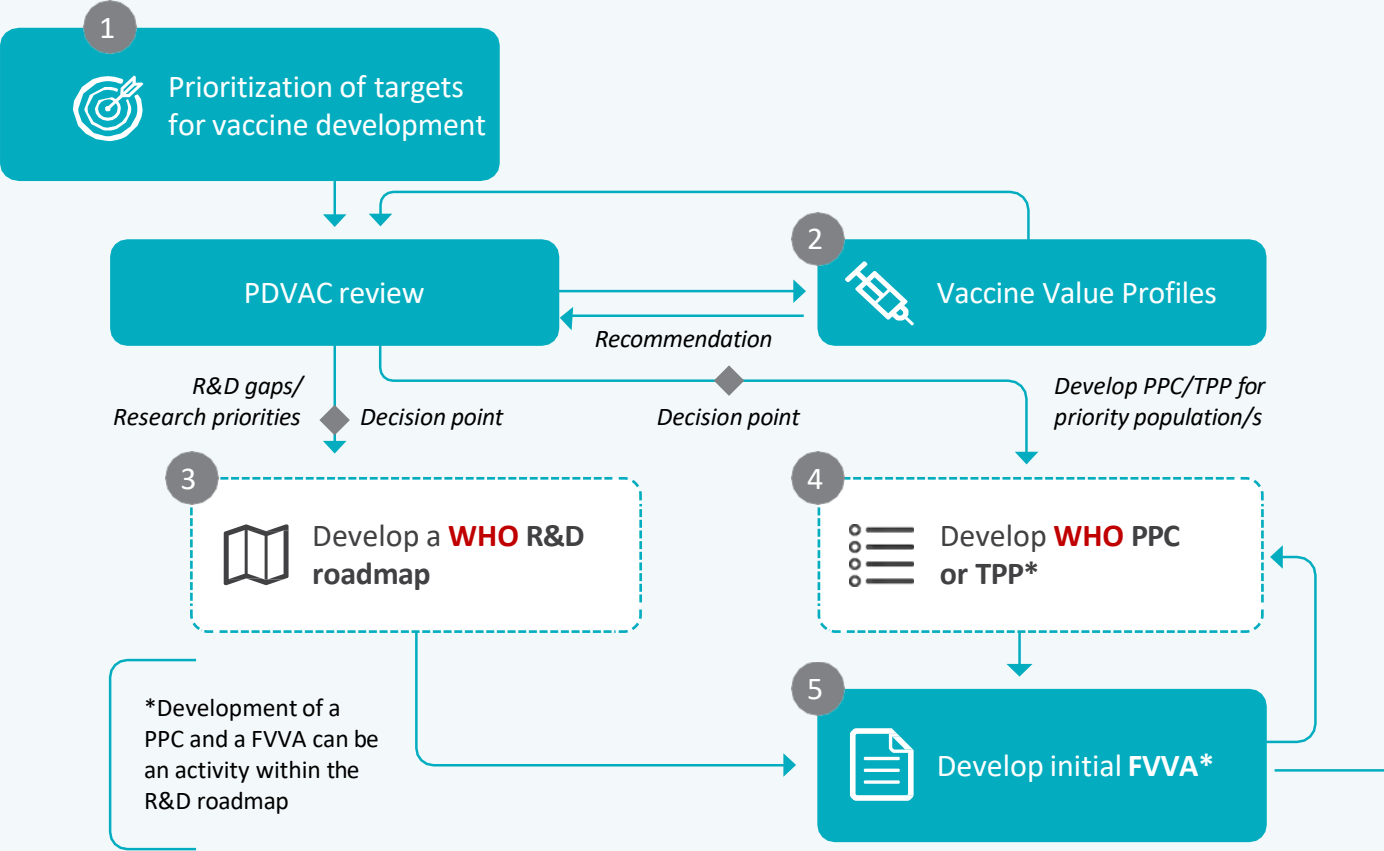 1
Prioritization of targets
for vaccine development
PDVAC review
2
Vaccine Value Profiles
Recommendation
R&D gaps/
Research priorities
Decision point
Decision point
Develop PPC/TPP for
priority population/s
3
Develop a WHO R&D
roadmap
4
Develop WHO PPC
or TPP*
*Development of a
PPC and a FVVA can be
an activity within the
R&D roadmap
5
Develop initial FVVA*